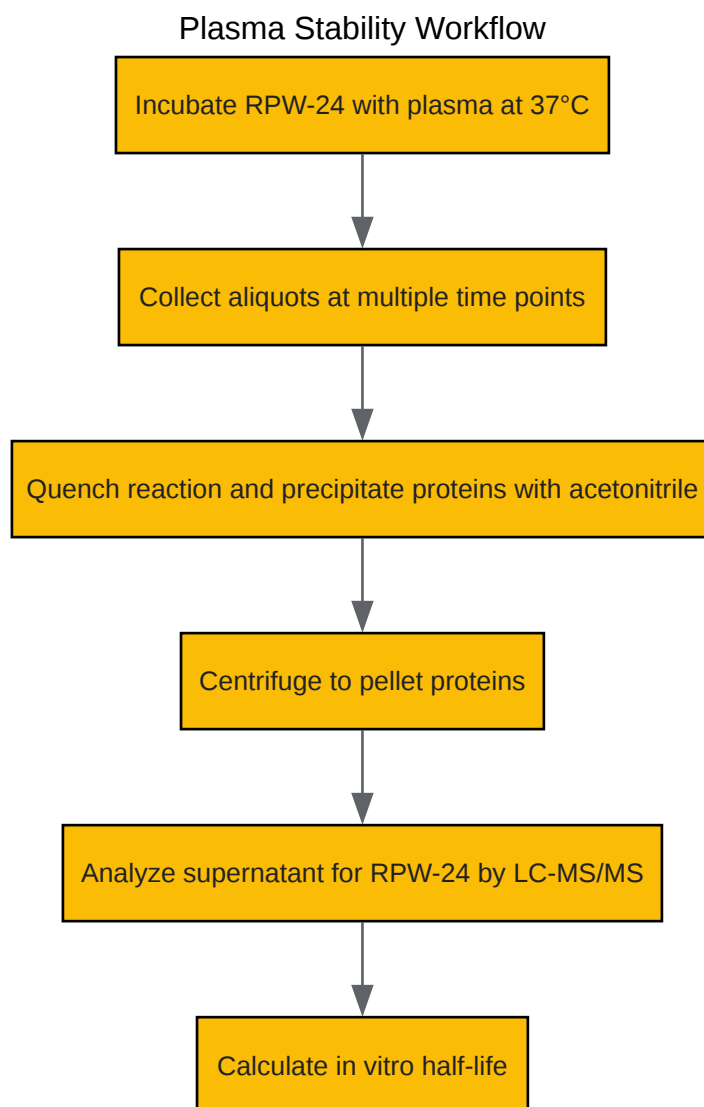 Plasma Stability Workflow
Incubate RPW-24 with plasma at 37°C
Collect aliquots at multiple time points
Quench reaction and precipitate proteins with acetonitrile
Centrifuge to pellet proteins
Analyze supernatant for RPW-24 by LC-MS/MS
Calculate in vitro half-life